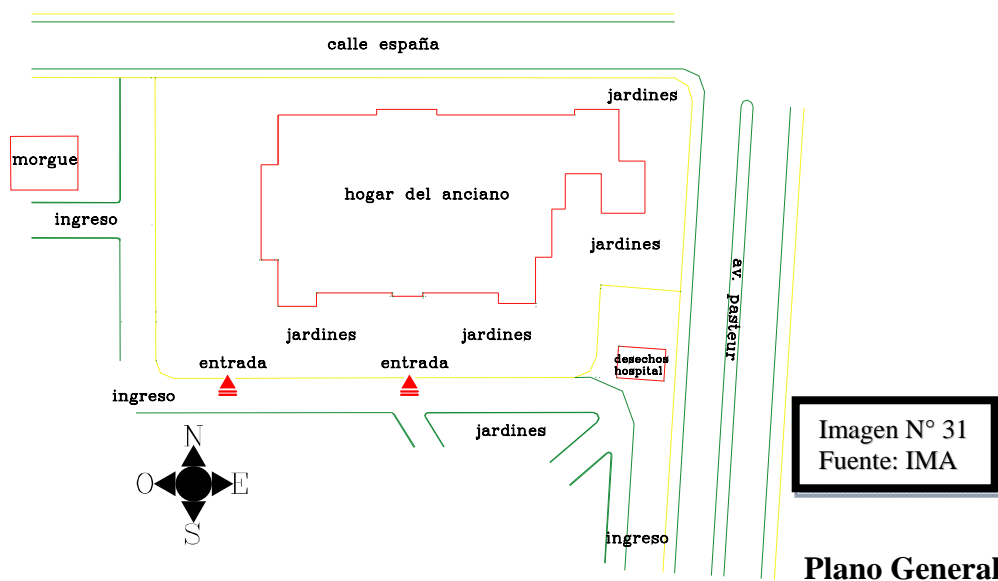 calle españa
jardines
morgue
hogar del anciano
ingreso
jardines
av. pasteur
jardines
jardines
desechos
hospital
entrada
entrada
ingreso
jardines
N
O
E
S
ingreso
Imagen N° 31
Fuente: IMA
Plano General